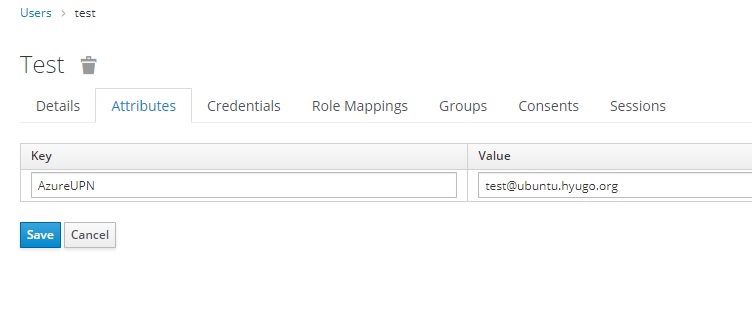 Users › test
Test
Details Attributes Credentials Role Mappings Groups Consents Sessions
Key Value
AzureUPN test@ubuntu.hyugo.org
Save Cancel